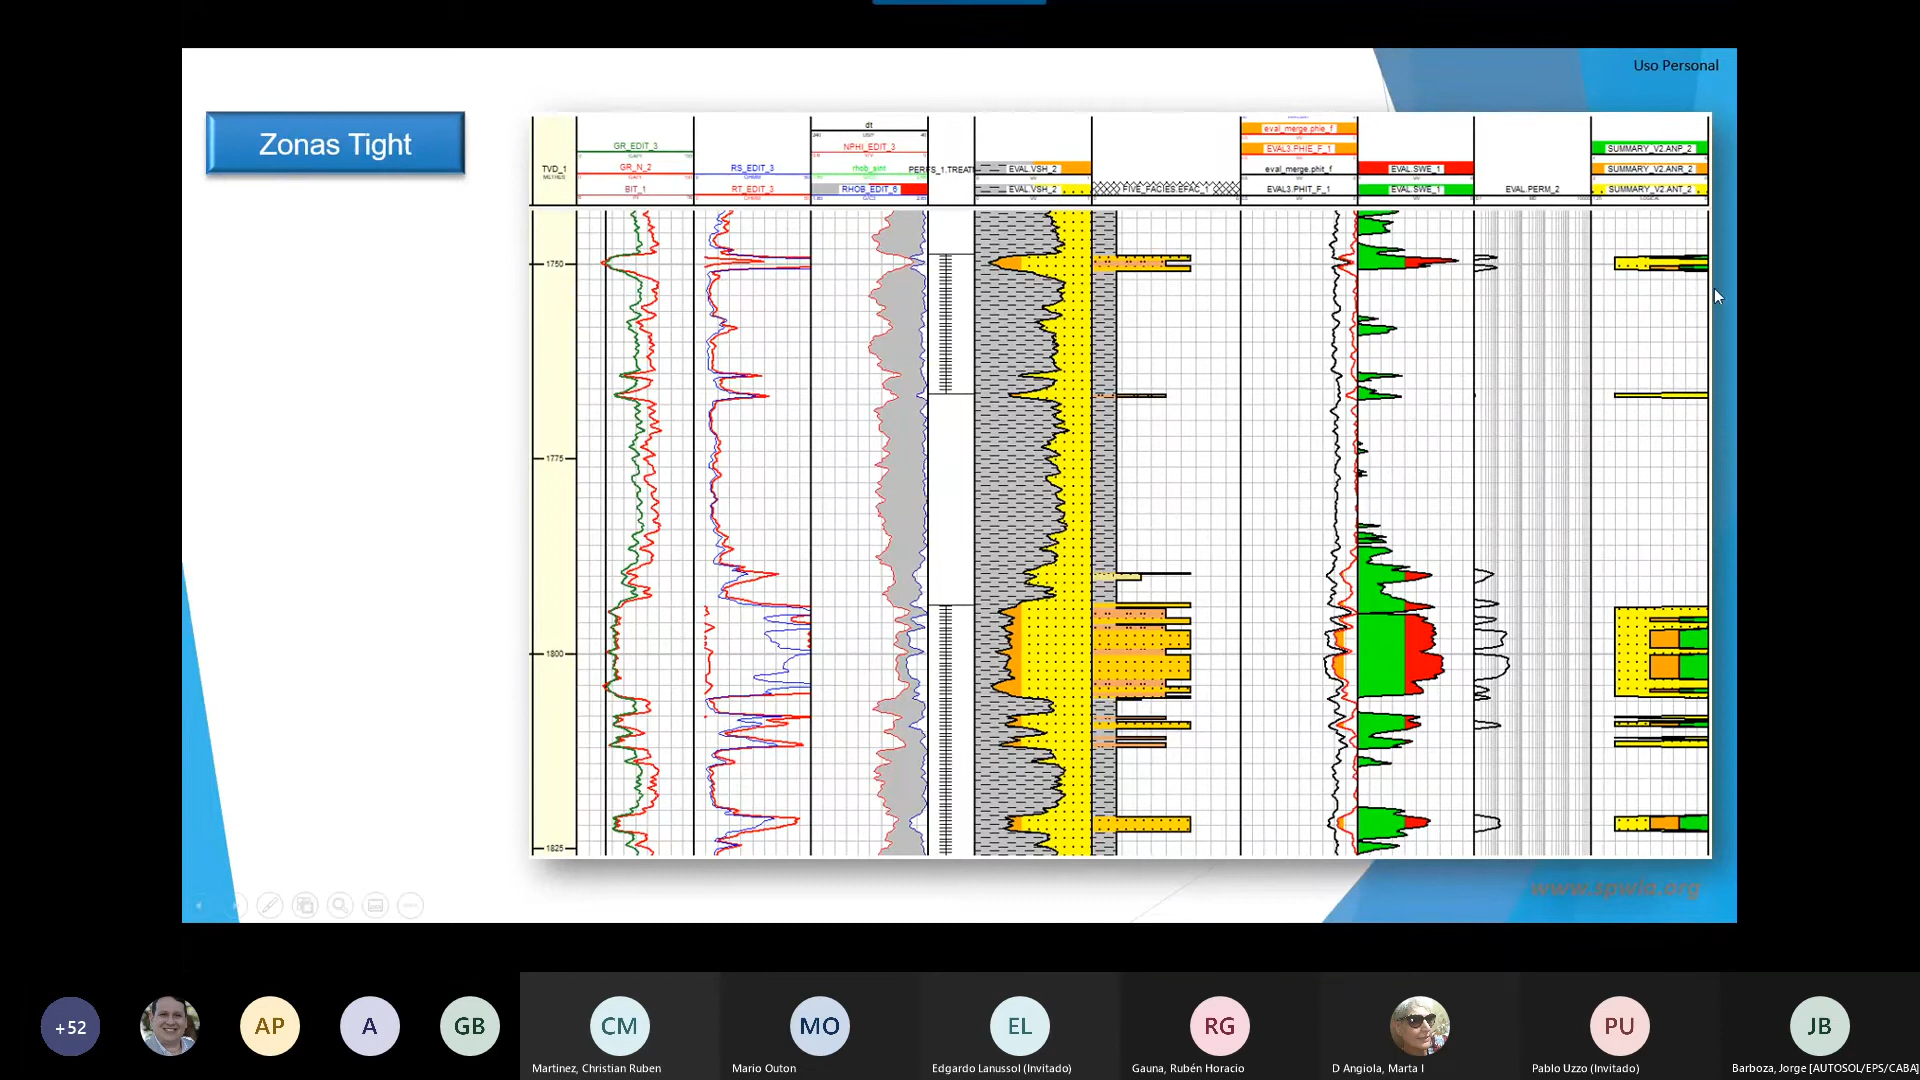 Uso Personal
Zonas Tight
TVD_1
METRES
GR_EDIT_3
GR_N_2
BIT_1
RS_EDIT_3
RT_EDIT_3
dt
NPHI_EDIT_3
rhob_sint
RHOB_EDIT_6
PERFS_1.TREATI
EVAL.VSH_2
EVAL.VSH_2
FIVE_FACIES.EFAC_1
eval_merge.phie_f
EVAL3.PHIE_F_1
eval_merge.phit_f
EVAL3.PHIT_F_1
EVAL.SWE_1
EVAL.SWE_1
EVAL.PERM_2
SUMMARY_V2.ANP_2
SUMMARY_V2.ANR_2
SUMMARY_V2.ANT_2
1750
1775
1800
1825
www.spwla.org
+52
AP
A
GB
CM
MO
EL
RG
PU
JB
Martinez, Christian Ruben
Mario Outon
Edgardo Lanussol (Invitado)
Gauna, Rubén Horacio
D Angiola, Marta I
Pablo Uzzo (Invitado)
Barboza, Jorge [AUTOSOL/EPS/CABA]